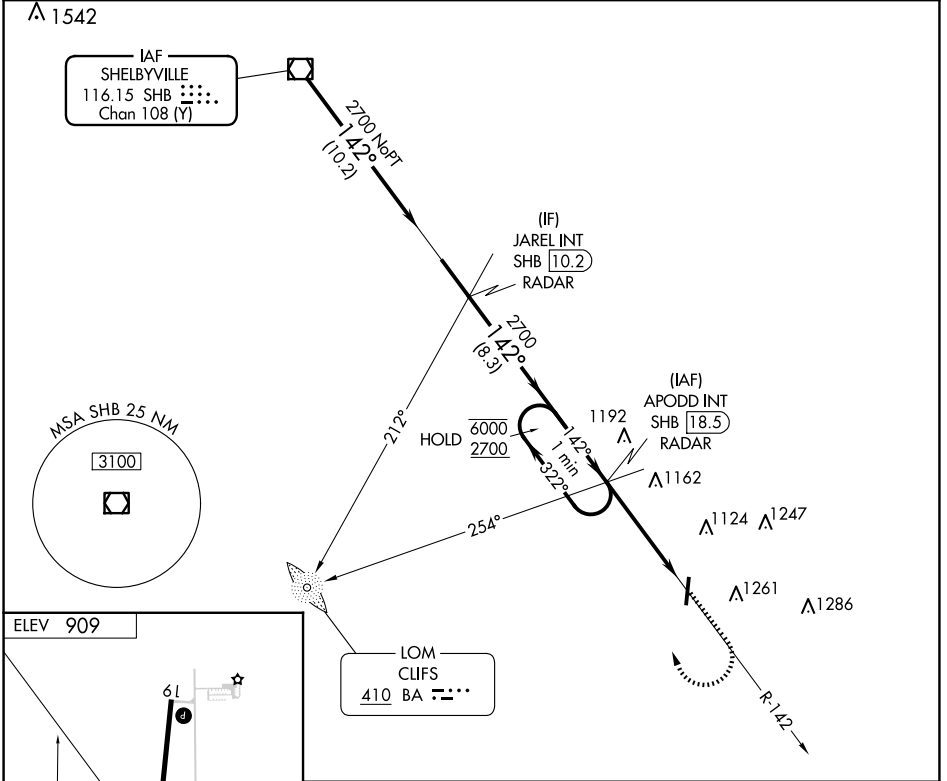 1542
IAF
SHELBYVILLE
116.15 SHB
Chan 108 (Y)
2700 NoPT
142°
(10.2)
(IF)
JAREL INT
SHB 10.2
RADAR
2700
142°
(8.3)
(IAF)
APODD INT
SHB 18.5
RADAR
1192
MSA SHB 25 NM
3100
212°
HOLD 6000
2700
142°
1 min
322°
1162
254°
1124
1247
1261
1286
ELEV 909
19
P
LOM
CLIFS
410 BA
R-142